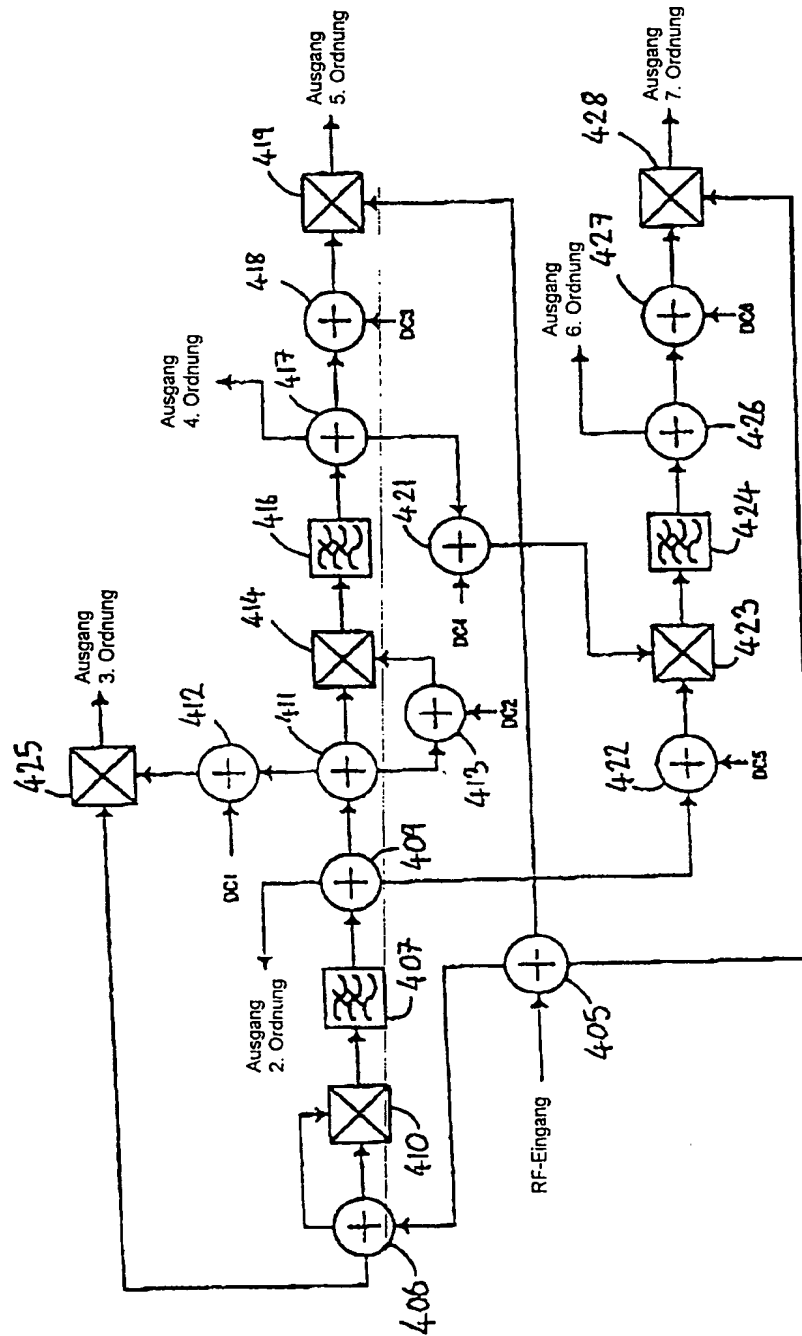 425
Ausgang
3. Ordnung
412
DC1
Ausgang
2. Ordnung
Ausgang
4. Ordnung
406
410
407
409
411
414
416
417
418
419
Ausgang
5. Ordnung
413
DC2
DC3
421
DC4
RF-Eingang
405
422
DC5
423
424
426
Ausgang
6. Ordnung
427
DC6
428
Ausgang
7. Ordnung